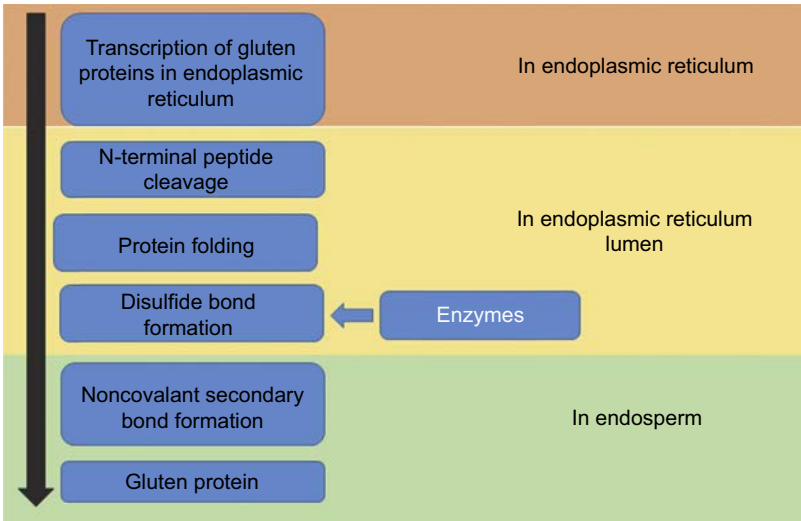 Transcription of gluten
proteins in endoplasmic
reticulum
In endoplasmic reticulum
N-terminal peptide
cleavage
Protein folding
In endoplasmic reticulum
lumen
Disulfide bond
formation
Enzymes
Noncovalant secondary
bond formation
In endosperm
Gluten protein